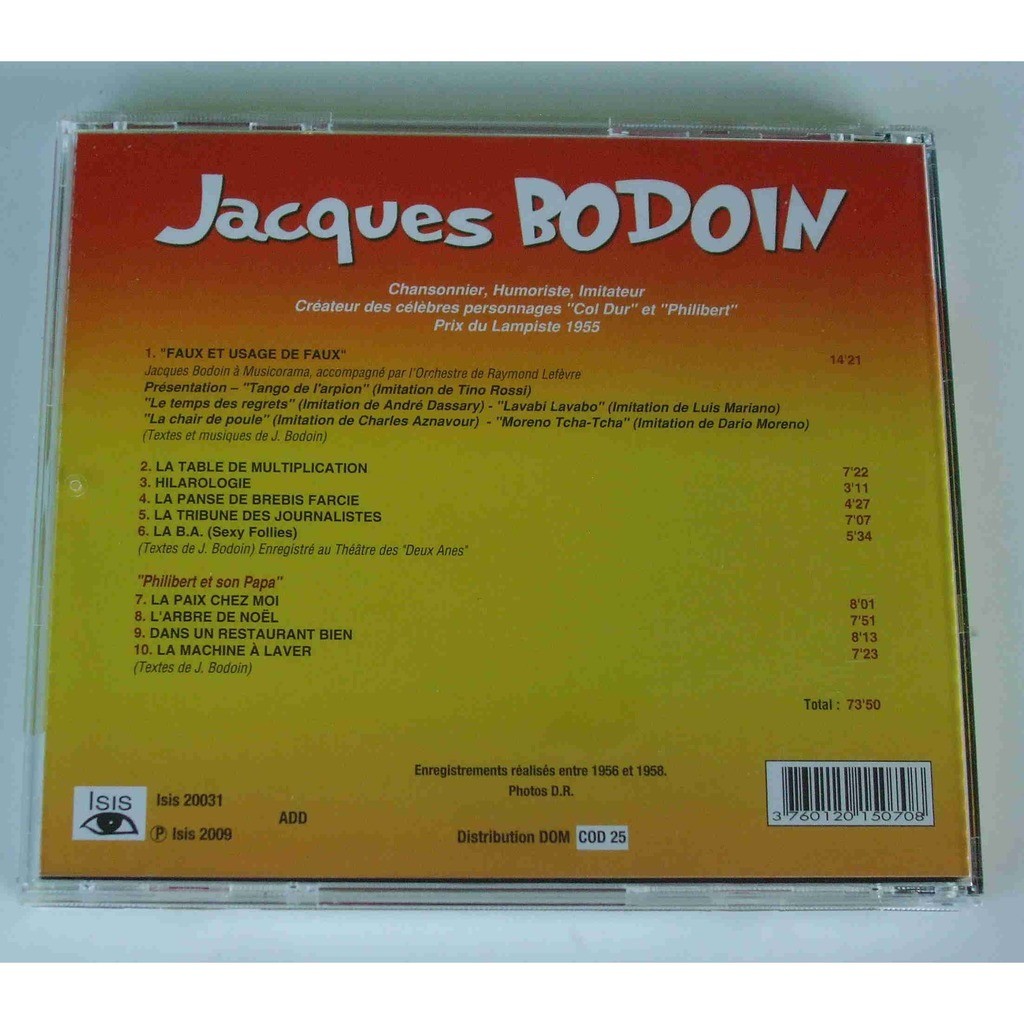 Jacques BODOIN
Chansonnier, Humoriste, Imitateur
Créateur des célèbres personnages "Col Dur" et "Philibert"
Prix du Lampiste 1955
1. "FAUX ET USAGE DE FAUX" 14'21
Jacques Bodoin à Musicorama, accompagné par l'Orchestre de Raymond Lefèvre
Présentation – "Tango de l'arpion" (Imitation de Tino Rossi)
"Le temps des regrets" (Imitation de André Dassary) - "Lavabi Lavabo" (Imitation de Luis Mariano)
"La chair de poule" (Imitation de Charles Aznavour) - "Moreno Tcha-Tcha" (Imitation de Dario Moreno)
(Textes et musiques de J. Bodoin)
2. LA TABLE DE MULTIPLICATION 7'22
3. HILAROLOGIE 3'11
4. LA PANSE DE BREBIS FARCIE 4'27
5. LA TRIBUNE DES JOURNALISTES 7'07
6. LA B.A. (Sexy Follies) 5'34
(Textes de J. Bodoin) Enregistré au Théâtre des "Deux Anes"
"Philibert et son Papa"
7. LA PAIX CHEZ MOI 8'01
8. L'ARBRE DE NOËL 7'51
9. DANS UN RESTAURANT BIEN 8'13
10. LA MACHINE À LAVER 7'23
(Textes de J. Bodoin)
Total : 73'50
Enregistrements réalisés entre 1956 et 1958.
Photos D.R.
ISIS
Isis 20031
℗ Isis 2009
ADD
Distribution DOM COD 25
3 760120 150708